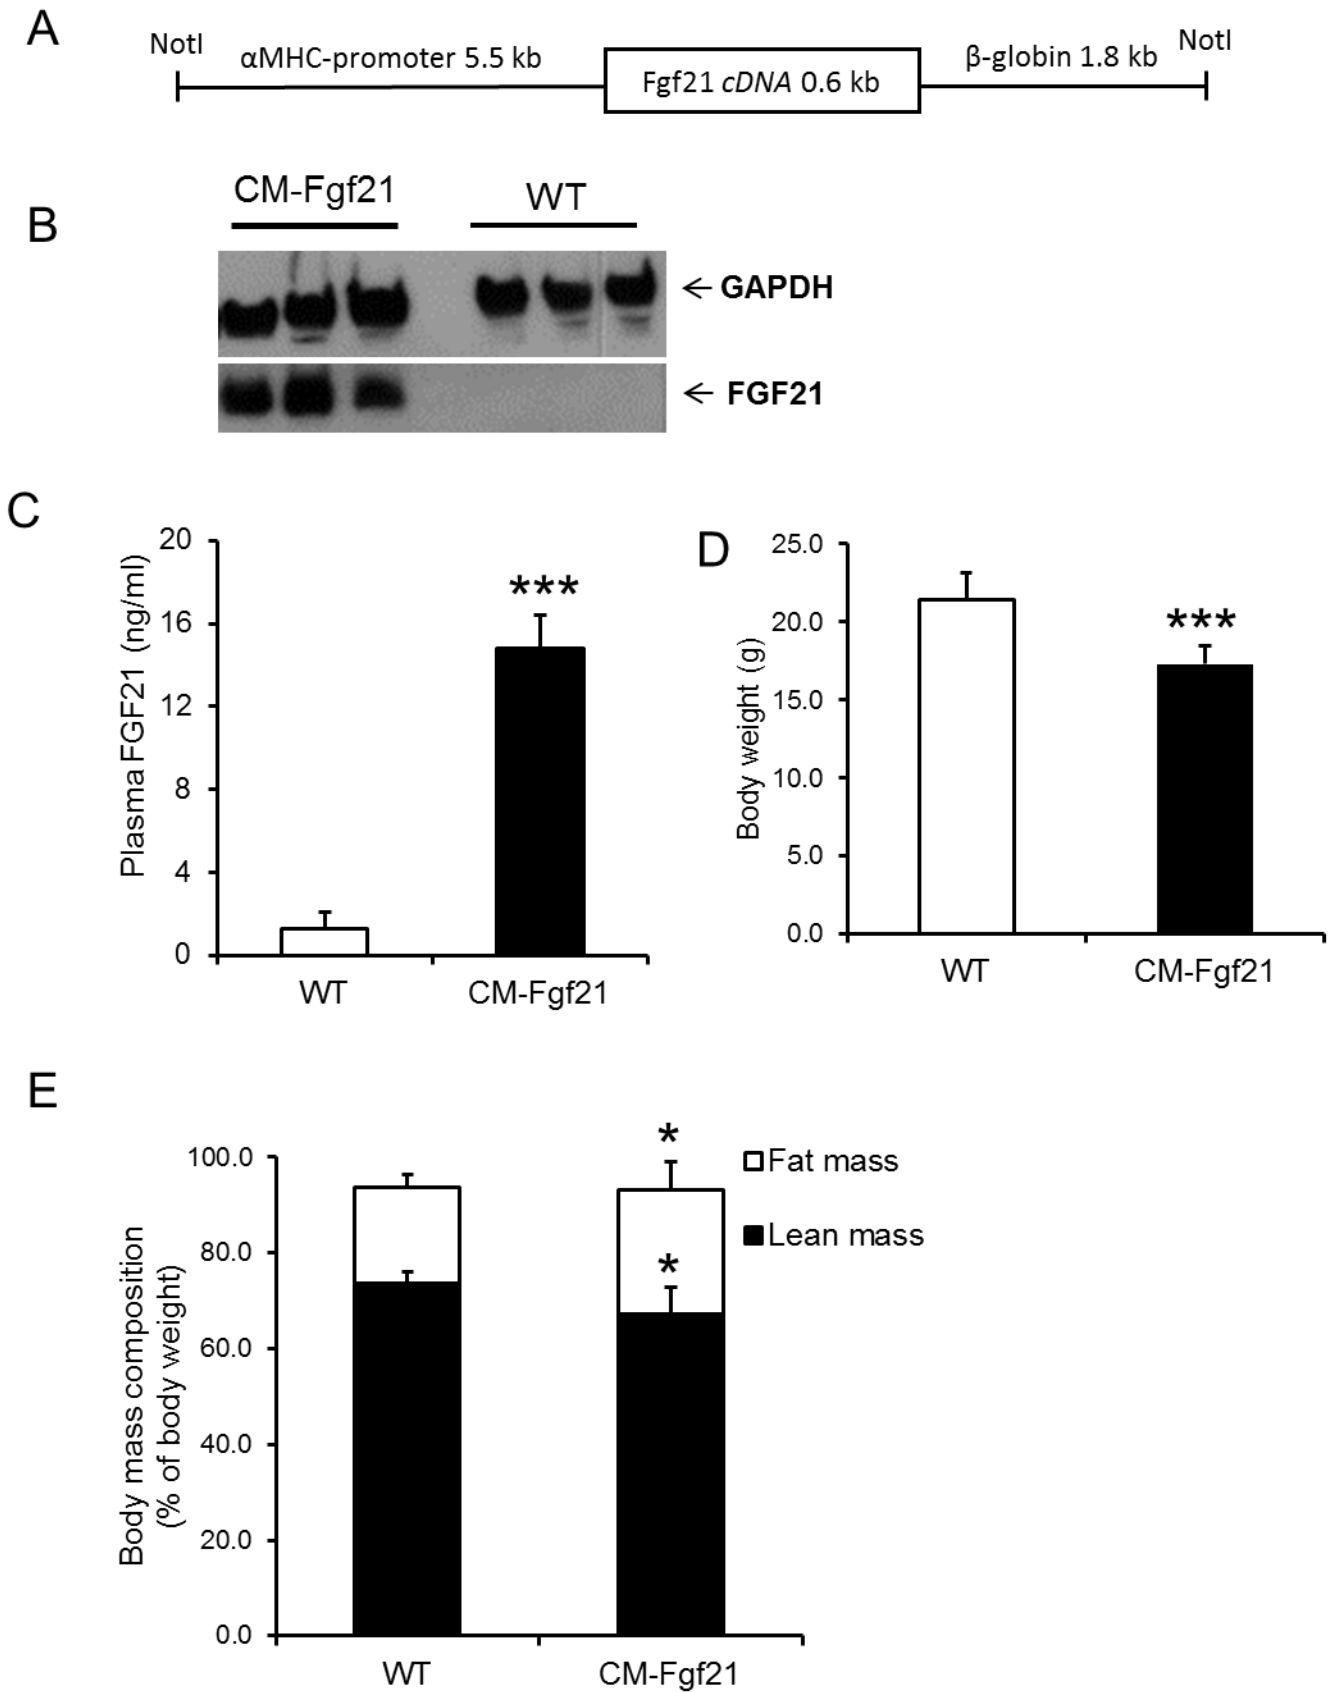 A
NotI
αMHC-promoter 5.5 kb
Fgf21 cDNA 0.6 kb
β-globin 1.8 kb
NotI
B
CM-Fgf21
WT
← GAPDH
← FGF21
C
Plasma FGF21 (ng/ml)
20
16
12
8
4
0
***
WT
CM-Fgf21
D
Body weight (g)
25.0
20.0
15.0
10.0
5.0
0.0
***
WT
CM-Fgf21
E
Body mass composition
(% of body weight)
100.0
80.0
60.0
40.0
20.0
0.0
*
*
Fat mass
Lean mass
WT
CM-Fgf21